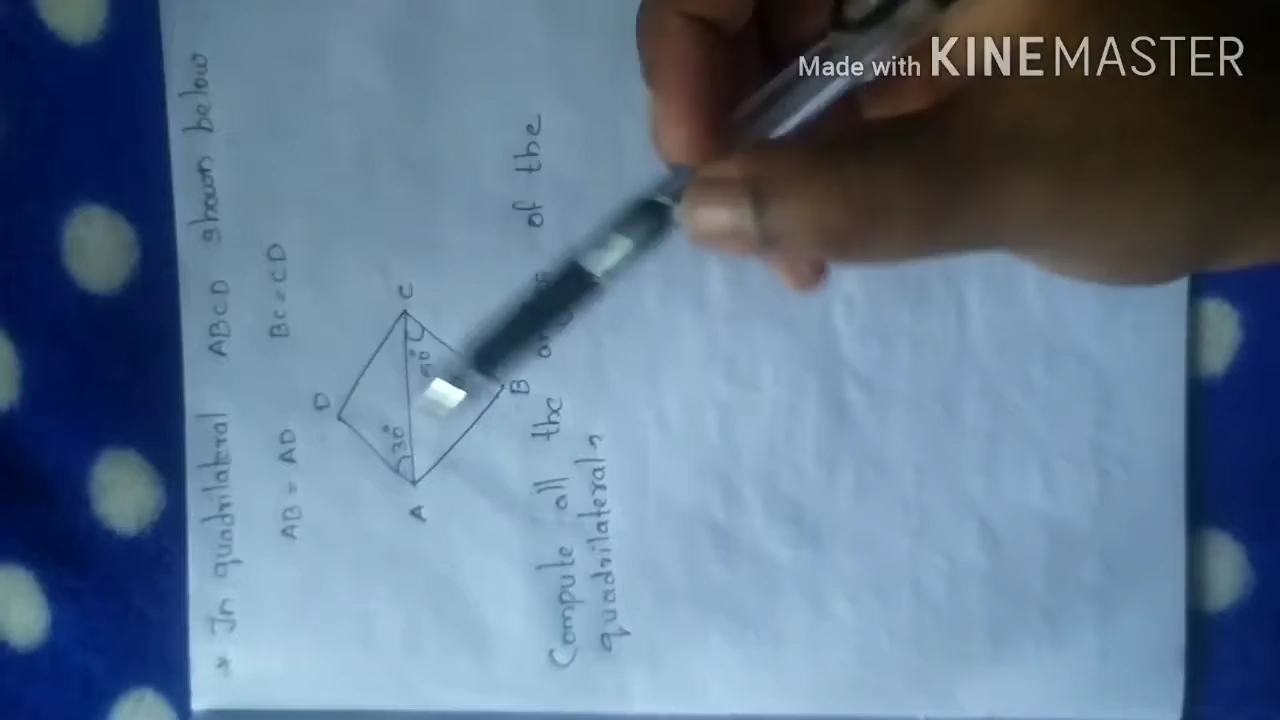 * In quadrilateral ABCD shown below
AB = AD BC = CD
D
30°
50°
A
C
B
Compute all the of the
quadrilateral?
Made with KINEMASTER